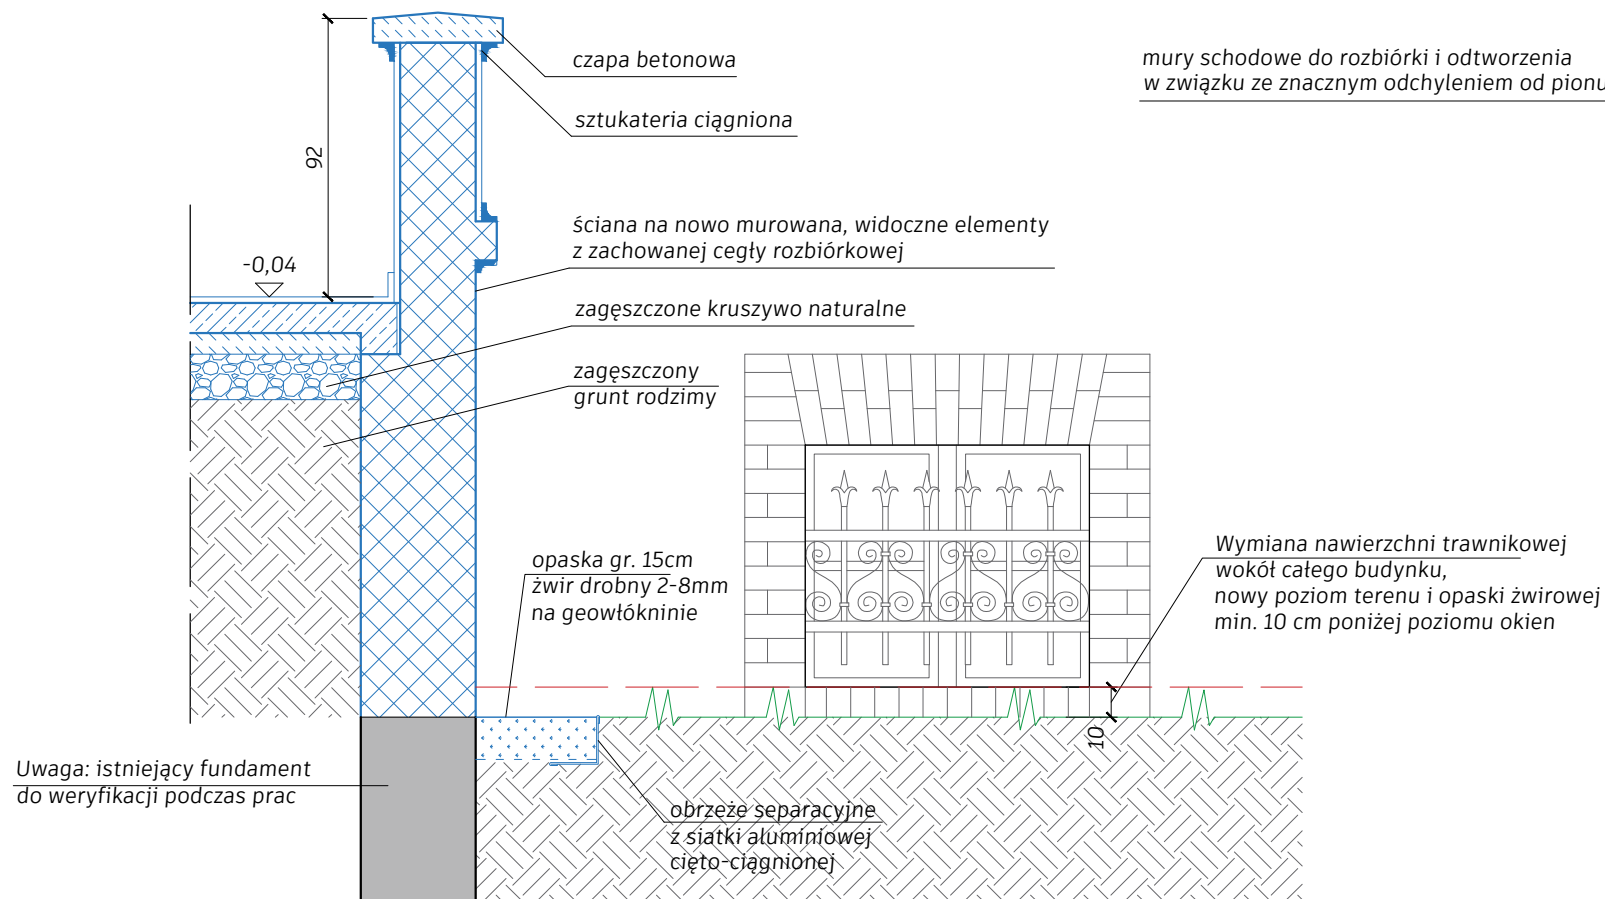 czapa betonowa
mury schodowe do rozbiórki i odtworzenia
w związku ze znacznym odchyleniem od pionu
sztukateria ciągniona
92
ściana na nowo murowana, widoczne elementy
z zachowanej cegły rozbiórkowej
-0,04
zagęszczone kruszywo naturalne
zagęszczony
grunt rodzimy
opaska gr. 15cm
żwir drobny 2-8mm
na geowłókninie
Wymiana nawierzchni trawnikowej
wokół całego budynku,
nowy poziom terenu i opaski żwirowej
min. 10 cm poniżej poziomu okien
10
Uwaga: istniejący fundament
do weryfikacji podczas prac
obrzeże separacyjne
z siatki aluminiowej
cięto-ciągnionej